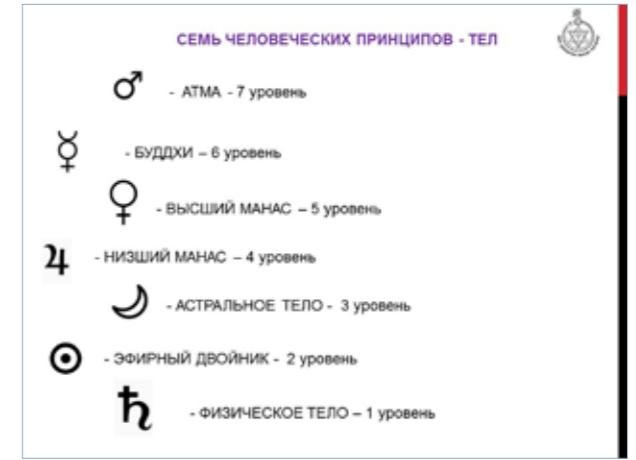 СЕМЬ ЧЕЛОВЕЧЕСКИХ ПРИНЦИПОВ - ТЕЛ
♂ - АТМА - 7 уровень
☿ - БУДДХИ – 6 уровень
♀ - ВЫСШИЙ МАНАС – 5 уровень
♃ - НИЗШИЙ МАНАС – 4 уровень
☽ - АСТРАЛЬНОЕ ТЕЛО - 3 уровень
☉ - ЭФИРНЫЙ ДВОЙНИК - 2 уровень
♄ - ФИЗИЧЕСКОЕ ТЕЛО – 1 уровень